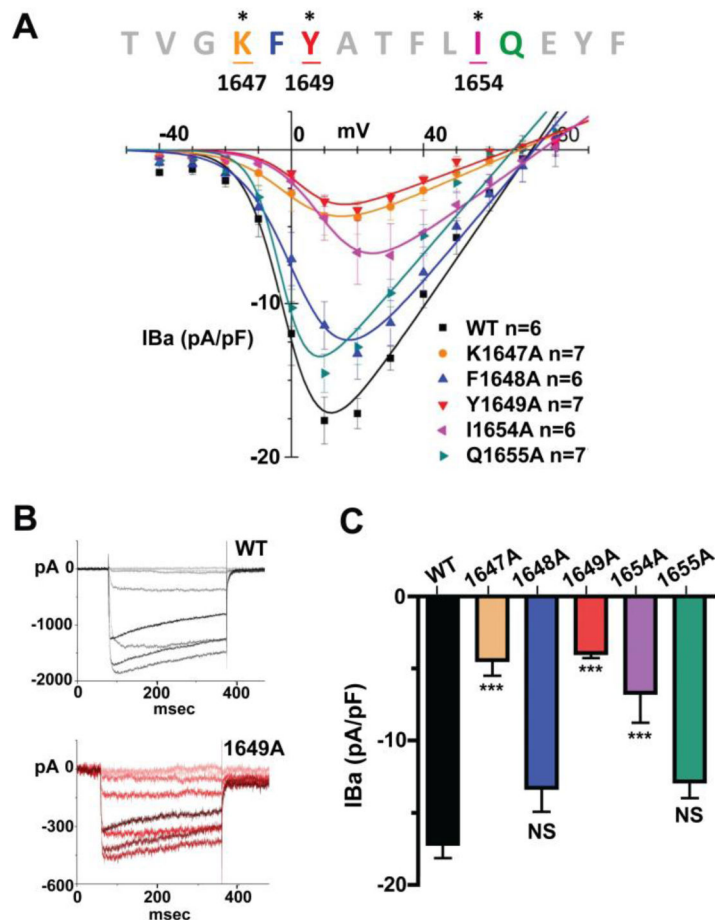 A
* * *
T V G K F Y A T F L I Q E Y F
1647 1649 1654
-40 0 mV 40 80
-10
IBa (pA/pF)
-20
WT n=6
K1647A n=7
F1648A n=6
Y1649A n=7
I1654A n=6
Q1655A n=7
B
WT
pA 0
-1000
-2000
0 200 400
msec
1649A
pA 0
-300
-600
0 200 400
msec
C
WT 1647A 1648A 1649A 1654A 1655A
0
-10
-20
IBa (pA/pF)
*** NS *** *** NS